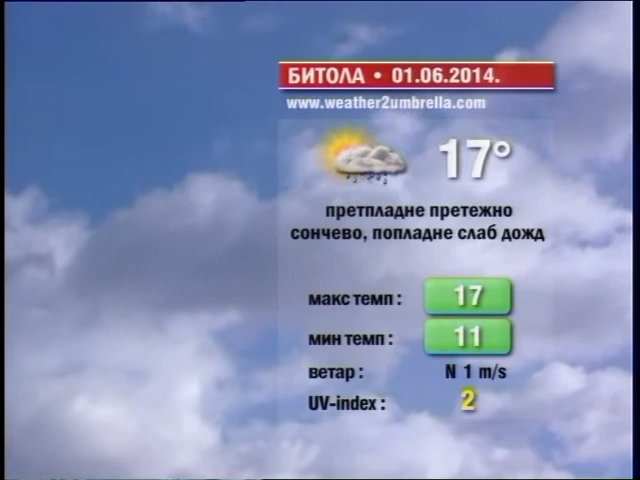 БИТОЛА • 01.06.2014.
www.weather2umbrella.com
17°
претпладне претежно
сончево, попладне слаб дожд
макс темп : 17
мин темп : 11
ветар : N 1 m/s
UV-index : 2